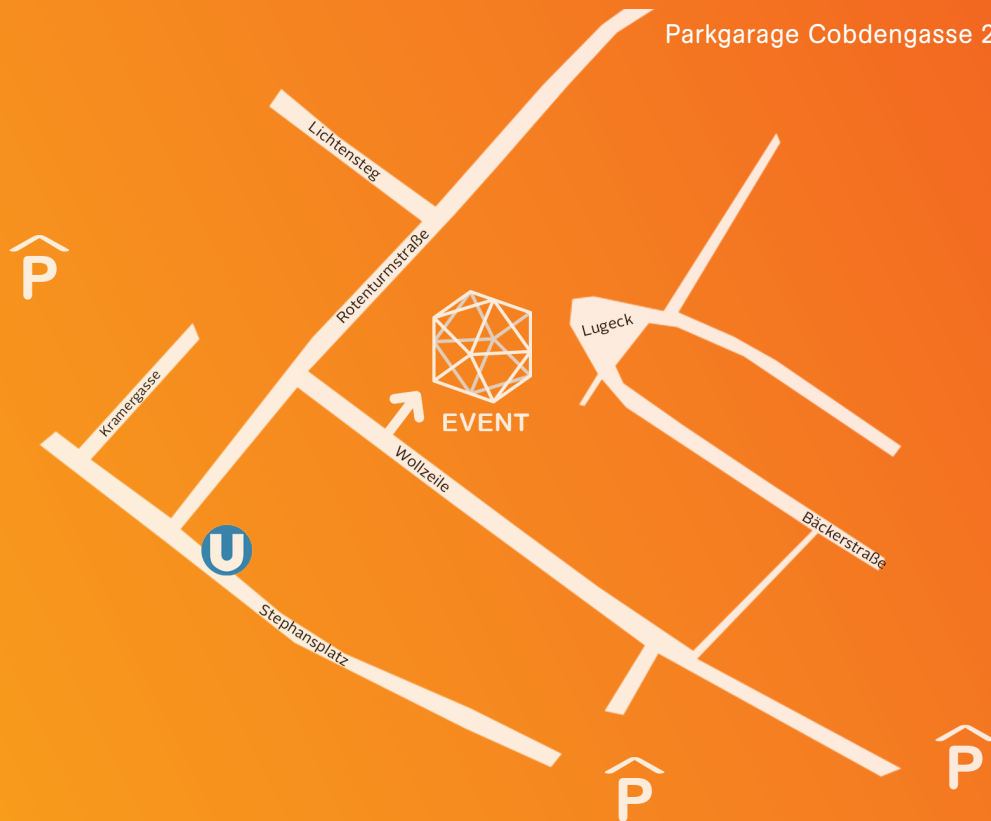 Parkgarage Cobdengasse 2
Lichtensteg
Rotenturmstraße
P
Lugeck
Kramergasse
EVENT
Wollzeile
Bäckerstraße
U
Stephansplatz
P
P